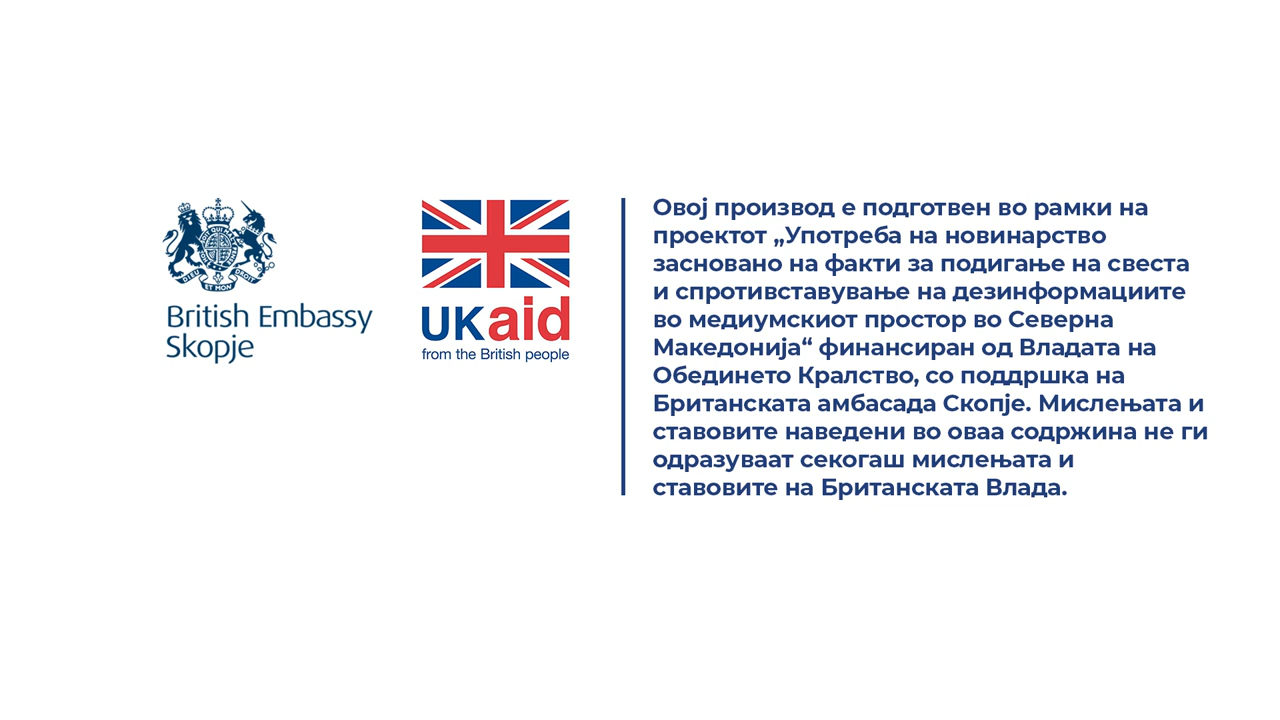 British Embassy
Skopje
UKaid
from the British people
Овој производ е подготвен во рамки на
проектот „Употреба на новинарство
засновано на факти за подигање на свеста
и спротивставување на дезинформациите
во медиумскиот простор во Северна
Македонија“ финансиран од Владата на
Обединето Кралство, со поддршка на
Британската амбасада Скопје. Мислењата и
ставовите наведени во оваа содржина не ги
одразуваат секогаш мислењата и
ставовите на Британската Влада.